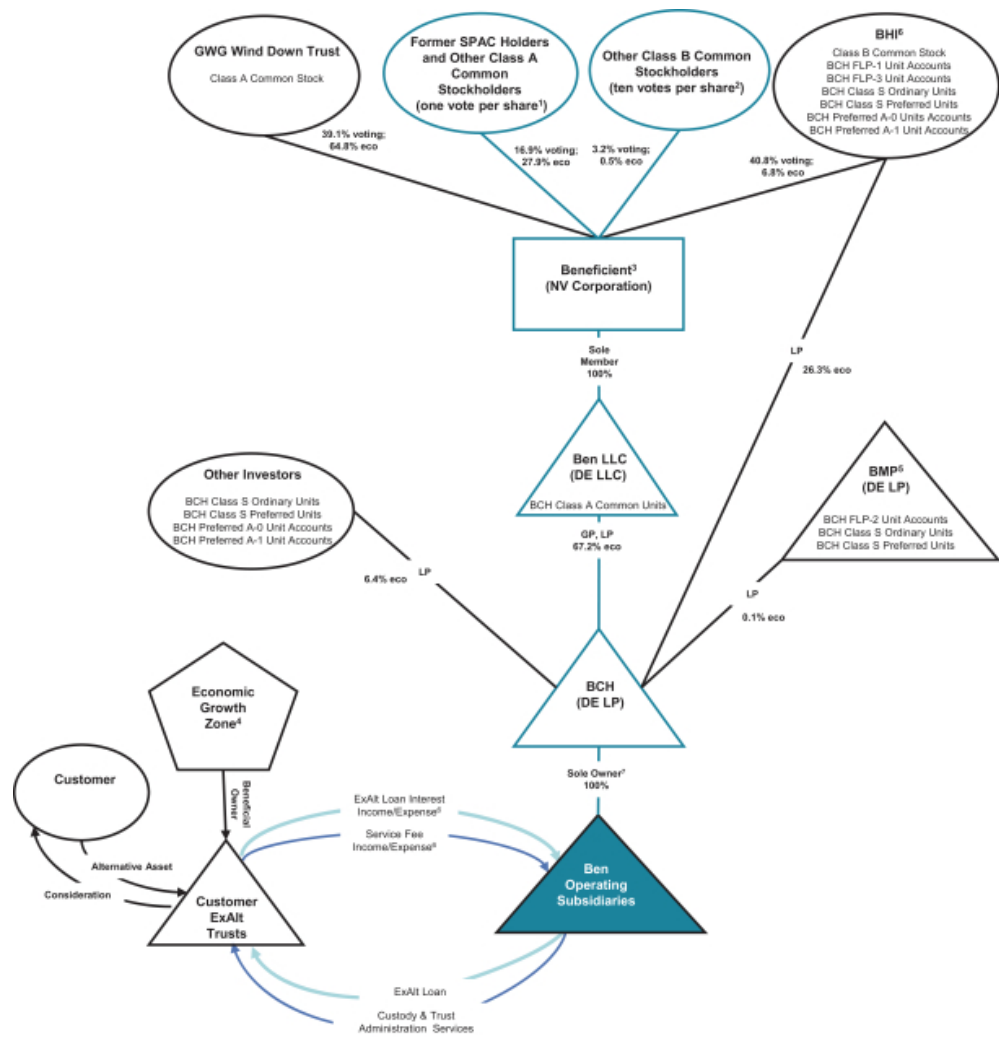 GWG Wind Down Trust
Class A Common Stock
Former SPAC Holders
and Other Class A
Common
Stockholders
(one vote per share¹)
Other Class B Common
Stockholders
(ten votes per share²)
BHI⁶
Class B Common Stock
BCH FLP-1 Unit Accounts
BCH FLP-3 Unit Accounts
BCH Class S Ordinary Units
BCH Class S Preferred Units
BCH Preferred A-0 Units Accounts
BCH Preferred A-1 Unit Accounts
39.1% voting;
64.8% eco
16.9% voting;
27.9% eco
3.2% voting;
0.5% eco
40.8% voting;
6.8% eco
Beneficient³
(NV Corporation)
Sole
Member
100%
LP
26.3% eco
Ben LLC
(DE LLC)
BCH Class A Common Units
GP, LP
67.2% eco
Other Investors
BCH Class S Ordinary Units
BCH Class S Preferred Units
BCH Preferred A-0 Unit Accounts
BCH Preferred A-1 Unit Accounts
BMP⁵
(DE LP)
BCH FLP-2 Unit Accounts
BCH Class S Ordinary Units
BCH Class S Preferred Units
LP
6.4% eco
LP
0.1% eco
BCH
(DE LP)
Economic
Growth
Zone⁴
Sole Owner⁷
100%
Customer
Beneficial
Owner
ExAlt Loan Interest
Income/Expense⁵
Service Fee
Income/Expense⁸
Alternative Asset
Consideration
Customer
ExAlt
Trusts
Ben
Operating
Subsidiaries
ExAlt Loan
Custody & Trust
Administration Services